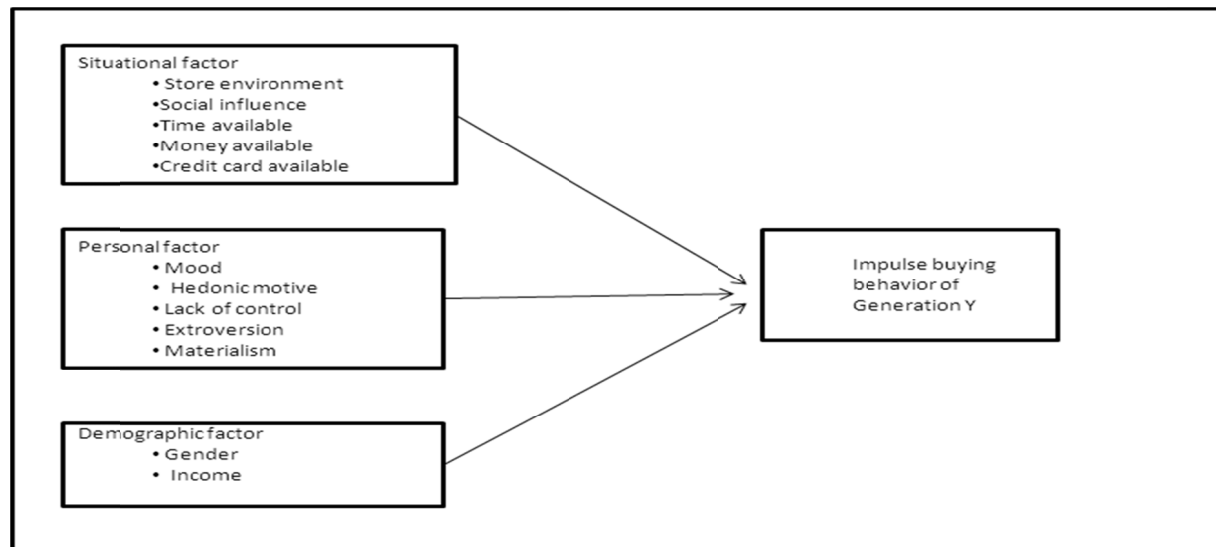 Situational factor
• Store environment
•Social influence
•Time available
•Money available
•Credit card available
Personal factor
• Mood
• Hedonic motive
• Lack of control
• Extroversion
• Materialism
Demographic factor
• Gender
• Income
Impulse buying
behavior of
Generation Y